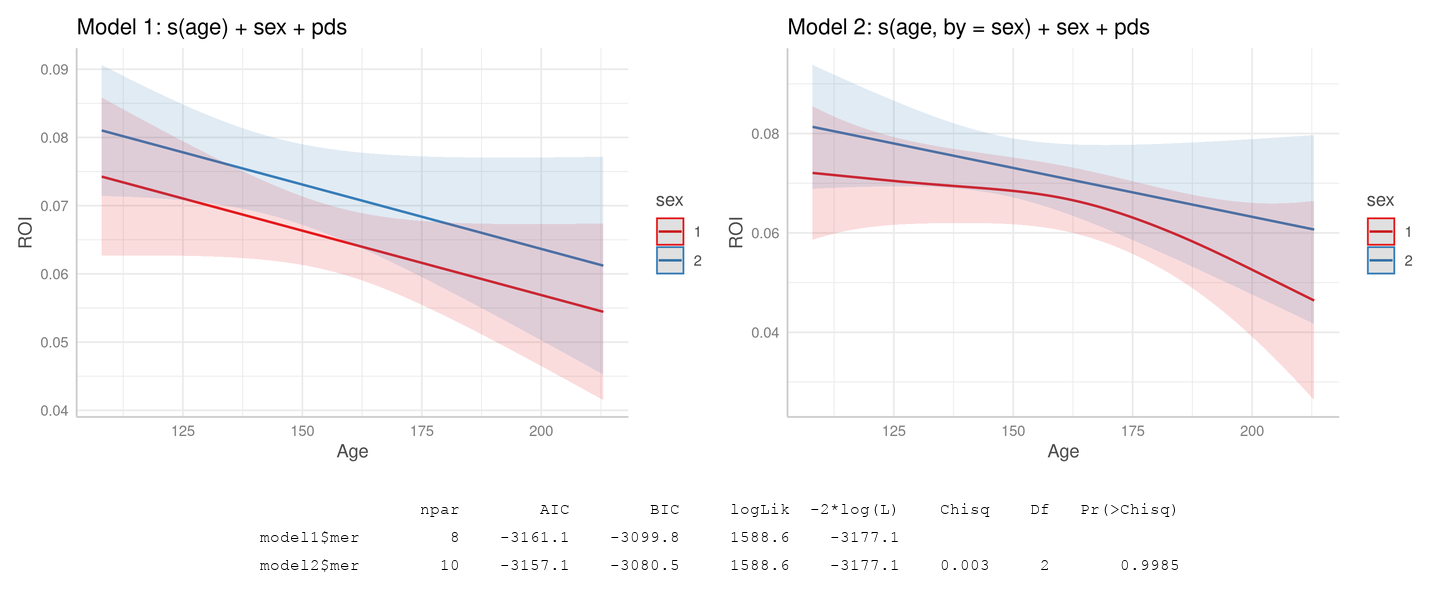 Model 1: s(age) + sex + pds
0.09
0.08
0.07
0.06
0.05
0.04
ROI
125 150 175 200
Age
sex
1
2
Model 2: s(age, by = sex) + sex + pds
0.08
0.06
0.04
ROI
125 150 175 200
Age
sex
1
2
npar AIC BIC logLik -2*log(L) Chisq Df Pr(>Chisq)
model1$mer 8 -3161.1 -3099.8 1588.6 -3177.1
model2$mer 10 -3157.1 -3080.5 1588.6 -3177.1 0.003 2 0.9985